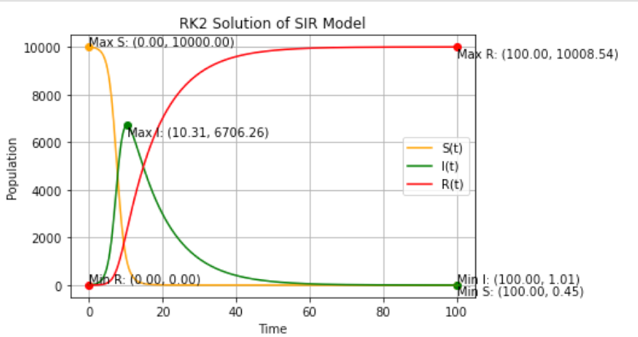 RK2 Solution of SIR Model
Max S: (0.00, 10000.00)
10000
Max R: (100.00, 10008.54)
8000
Max I: (10.31, 6706.26)
6000
S(t)
I(t)
R(t)
Population
4000
2000
Min R: (0.00, 0.00)
Min I: (100.00, 1.01)
0
Min S: (100.00, 0.45)
0 20 40 60 80 100
Time